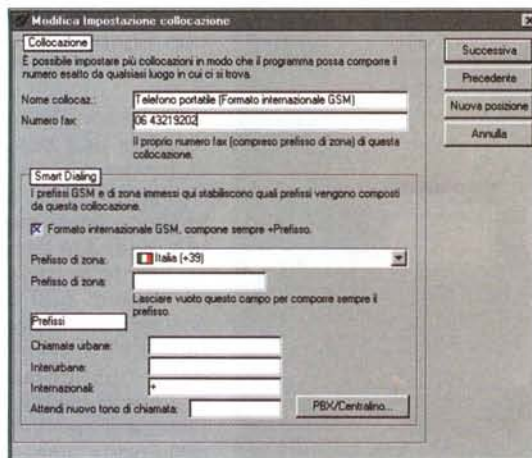 Modifica Impostazione collocazione
Collocazione
È possibile impostare più collocazioni in modo che il programma possa comporre il
numero esatto da qualsiasi luogo in cui ci si trova.
Nome collocaz.: Telefono portatile (Formato internazionale GSM)
Numero fax: 06 43219202
Il proprio numero fax (compreso prefisso di zona) di questa
collocazione.
Smart Dialing
I prefissi GSM e di zona immessi qui stabiliscono quali prefissi vengono composti
da questa collocazione.
Formato internazionale GSM, compone sempre +Prefisso.
Prefisso di zona: Italia (+39)
Prefisso di zona:
Lasciare vuoto questo campo per comporre sempre il
prefisso.
Prefissi
Chiamate urbane:
Interurbane:
Internazionali: +
Attendi nuovo tono di chiamata:
PBX/Centralino...
Successiva
Precedente
Nuova posizione
Annulla